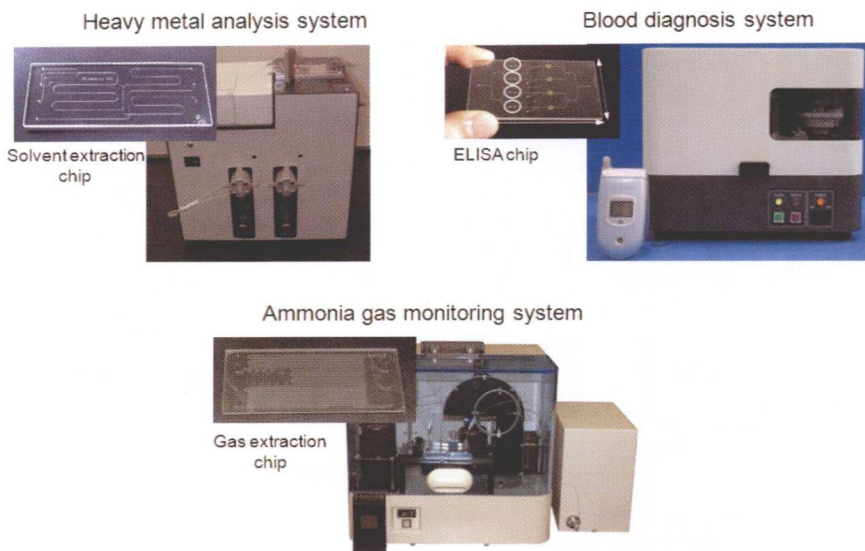 Heavy metal analysis system
Blood diagnosis system
Solvent extraction
chip
ELISA chip
Ammonia gas monitoring system
Gas extraction
chip